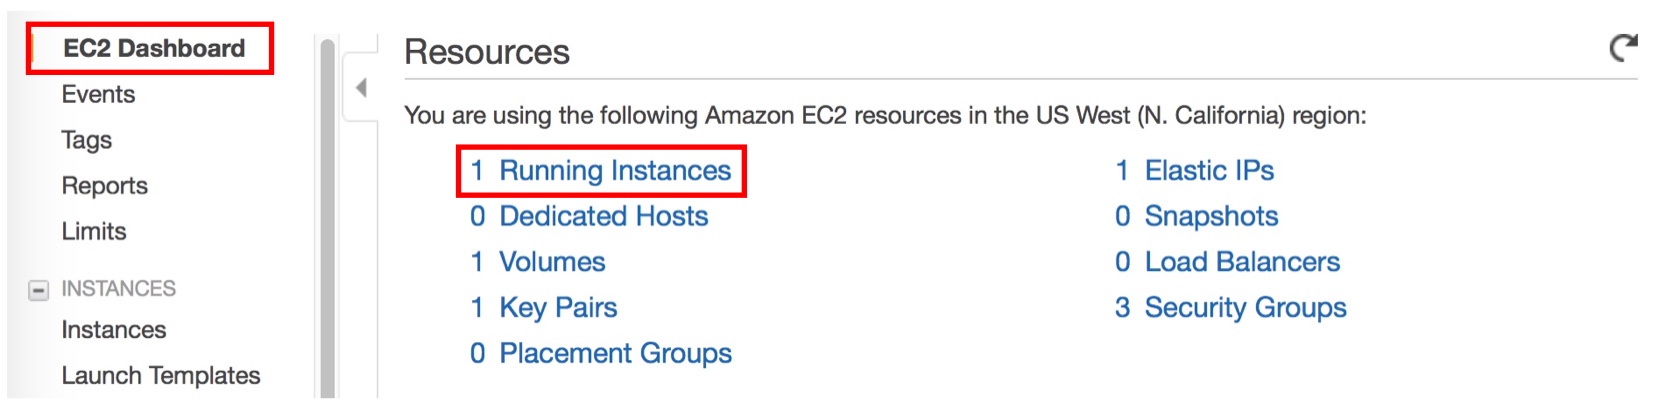 EC2 Dashboard
Events
Tags
Reports
Limits
INSTANCES
Instances
Launch Templates
Resources
You are using the following Amazon EC2 resources in the US West (N. California) region:
1 Running Instances
0 Dedicated Hosts
1 Volumes
1 Key Pairs
0 Placement Groups
1 Elastic IPs
0 Snapshots
0 Load Balancers
3 Security Groups